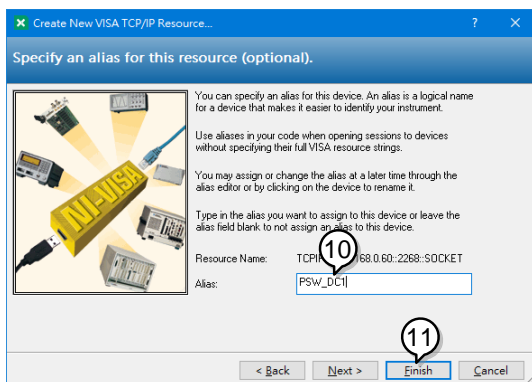 Create New VISA TCP/IP Resource...
Specify an alias for this resource (optional).
You can specify an alias for this device. An alias is a logical name
for a device that makes it easier to identify your instrument.
Use aliases in your code when opening sessions to devices
without specifying their full VISA resource strings.
You may assign or change the alias at a later time through the
alias editor or by clicking on the device to rename it.
Type in the alias you want to assign to this device or leave the
alias field blank to not assign an alias to this device.
NI-VISA
10
Resource Name: 68.0.60::2268::SOCKET
Alias: PSW_DC1
11
< Back Next > Finish Cancel